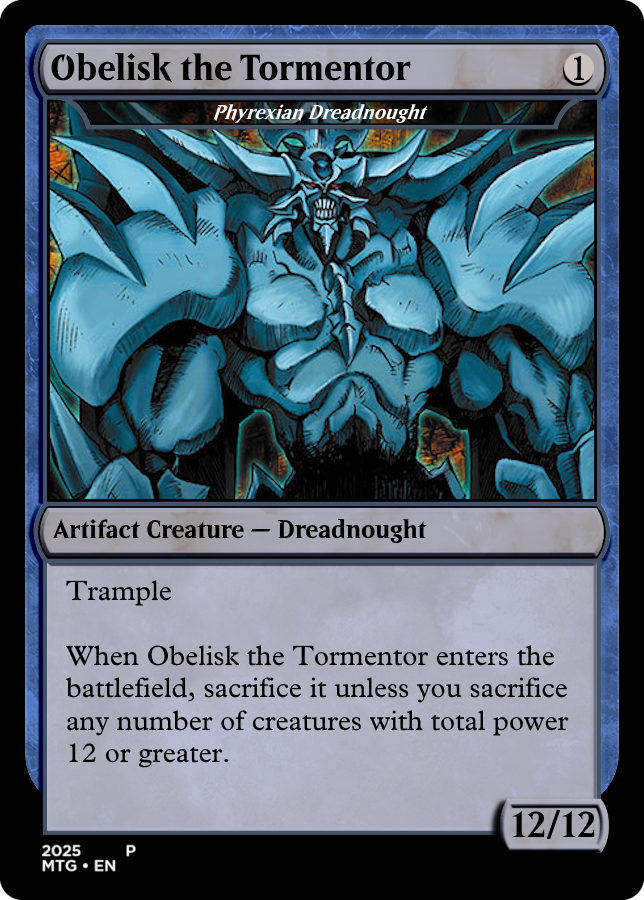 Obelisk the Tormentor 1
Phyrexian Dreadnought
Artifact Creature — Dreadnought
Trample
When Obelisk the Tormentor enters the
battlefield, sacrifice it unless you sacrifice
any number of creatures with total power
12 or greater.
12/12
2025 P
MTG • EN